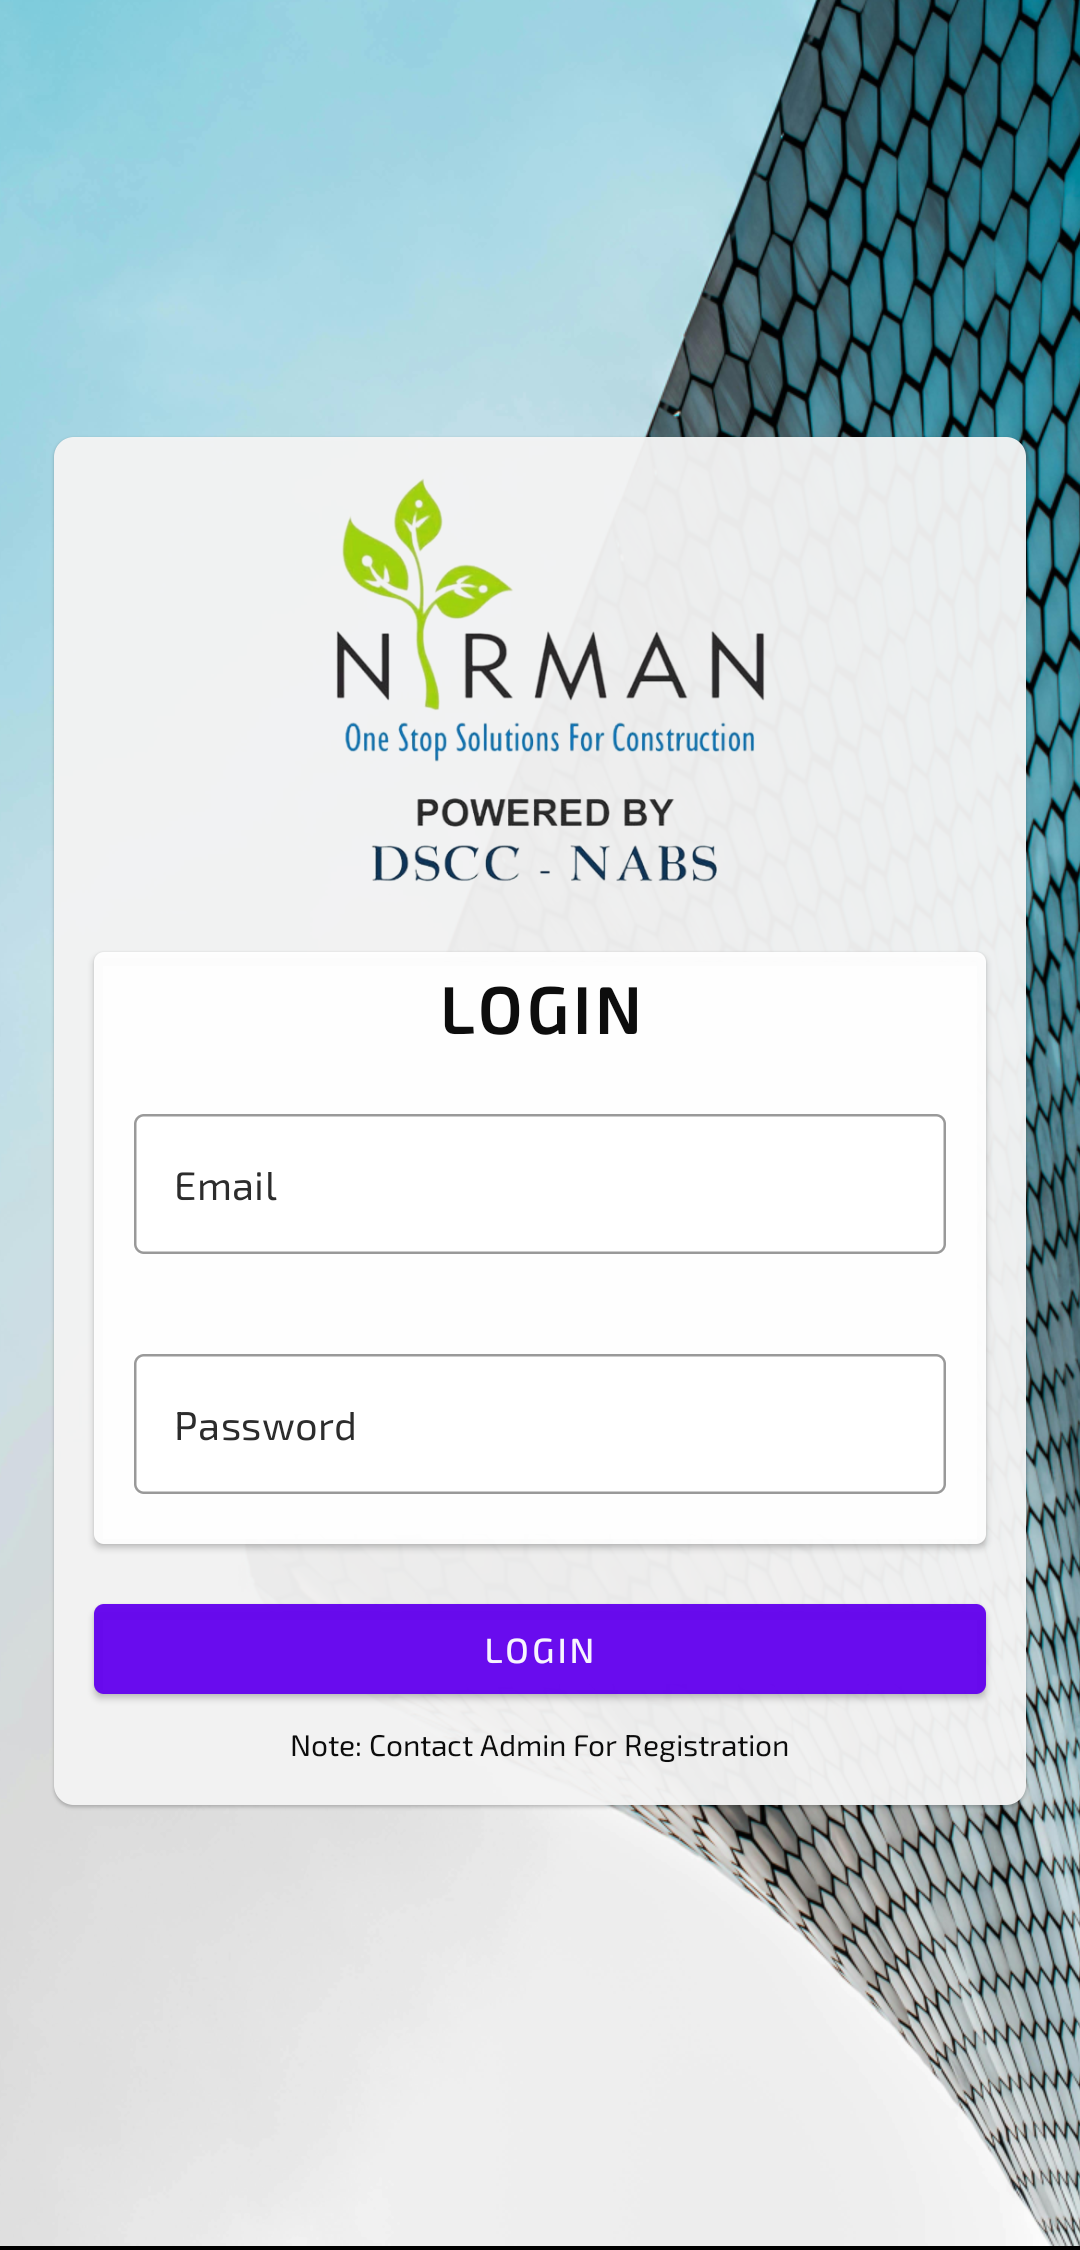 NIRMAN
One Stop Solutions For Construction
POWERED BY
DSCC - NABS
LOGIN
Email
Password
LOGIN
Note: Contact Admin For Registration